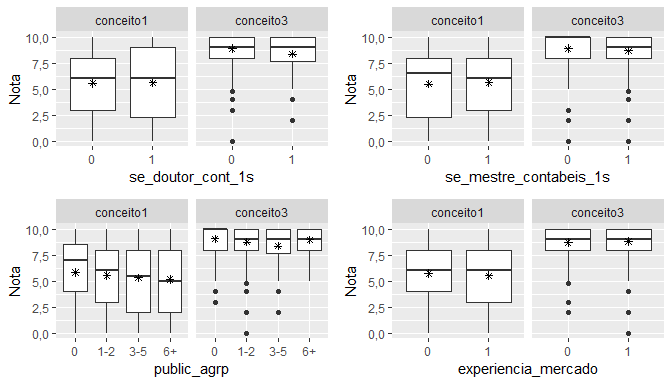 conceito1 conceito3
10,0
7,5
5,0
2,5
0,0
Nota
0 1 0 1
se_doutor_cont_1s
conceito1 conceito3
10,0
7,5
5,0
2,5
0,0
Nota
0 1 0 1
se_mestre_contabeis_1s
conceito1 conceito3
10,0
7,5
5,0
2,5
0,0
Nota
0 1-2 3-5 6+ 0 1-2 3-5 6+
public_agrp
conceito1 conceito3
10,0
7,5
5,0
2,5
0,0
Nota
0 1 0 1
experiencia_mercado